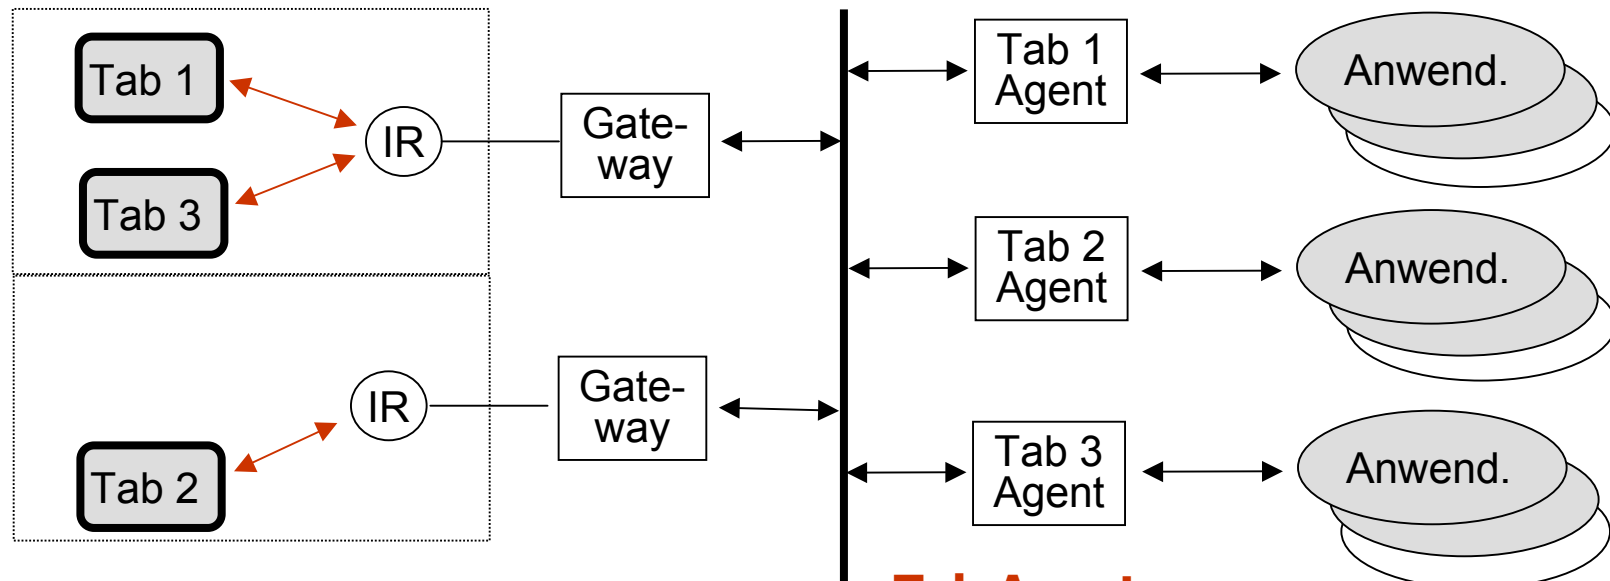 Tab 1
Tab 3
IR
Gate-
way
Tab 2
IR
Gate-
way
Tab 1
Agent
Anwend.
Tab 2
Agent
Anwend.
Tab 3
Agent
Anwend.